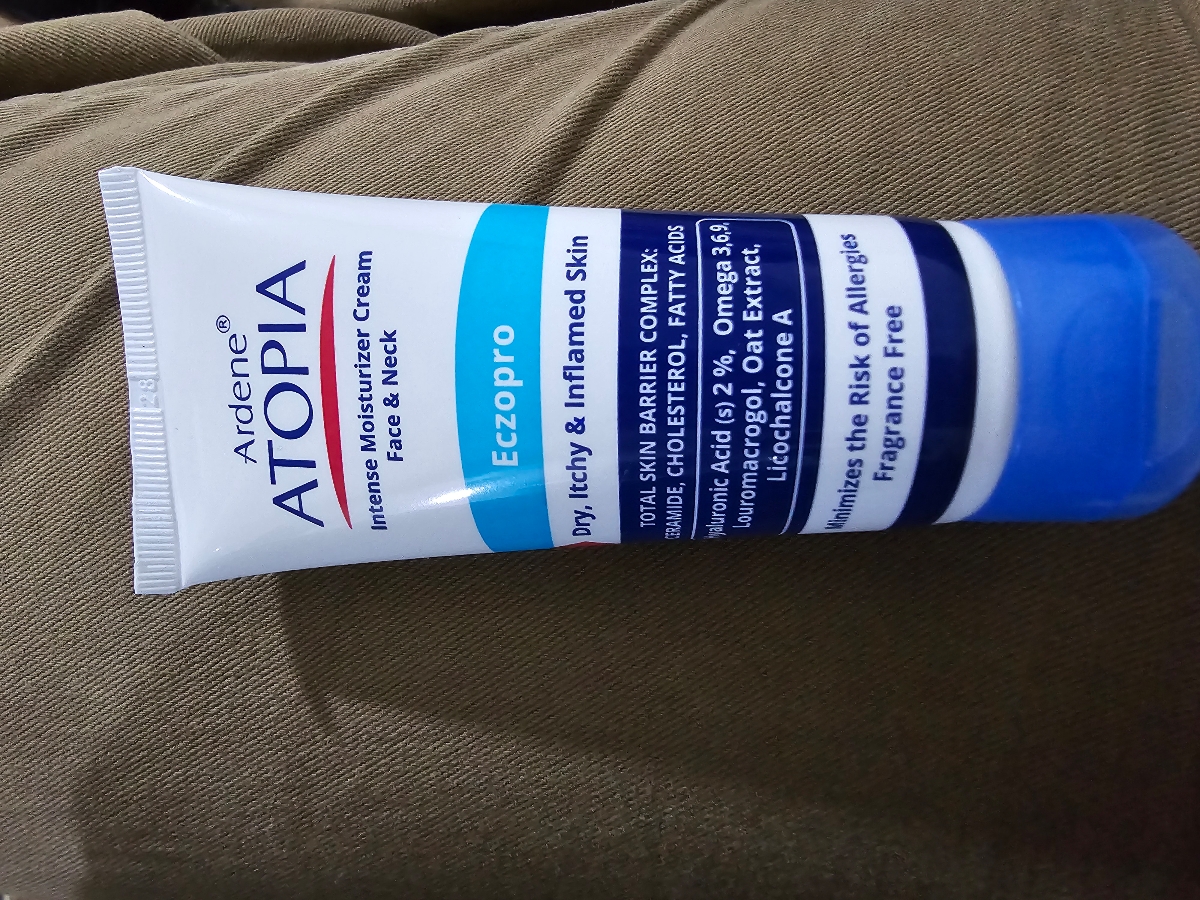 Ardene®
ATOPIA
Intense Moisturizer Cream
Face & Neck
Eczopro
Dry, Itchy & Inflamed Skin
TOTAL SKIN BARRIER COMPLEX:
CERAMIDE, CHOLESTEROL, FATTY ACIDS
Hyaluronic Acid (s) 2 %, Omega 3,6,9,
Louromacrogol, Oat Extract,
Licochalcone A
Minimizes the Risk of Allergies
Fragrance Free